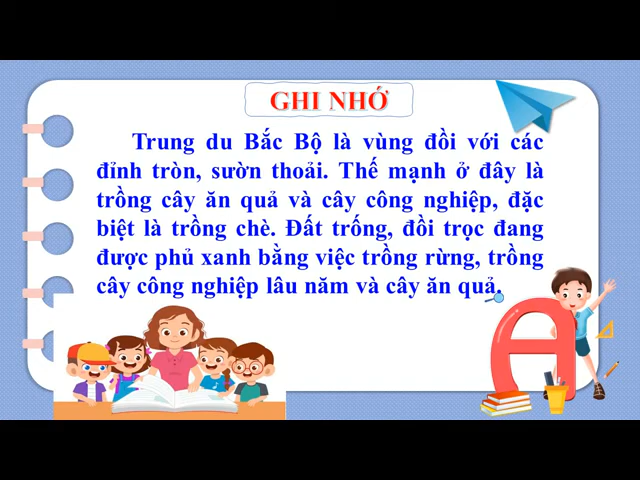 GHI NHỚ
Trung du Bắc Bộ là vùng đồi với các
đỉnh tròn, sườn thoải. Thế mạnh ở đây là
trồng cây ăn quả và cây công nghiệp, đặc
biệt là trồng chè. Đất trống, đồi trọc đang
được phủ xanh bằng việc trồng rừng, trồng
cây công nghiệp lâu năm và cây ăn quả.